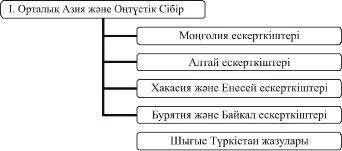 I. Орталық Азия және Оңтүстік Сібір
Моңғолия ескерткіштері
Алтай ескерткіштері
Хакасия және Енесей ескерткіштері
Бурятия және Байкал ескерткіштері
Шығыс Түркістан жазулары